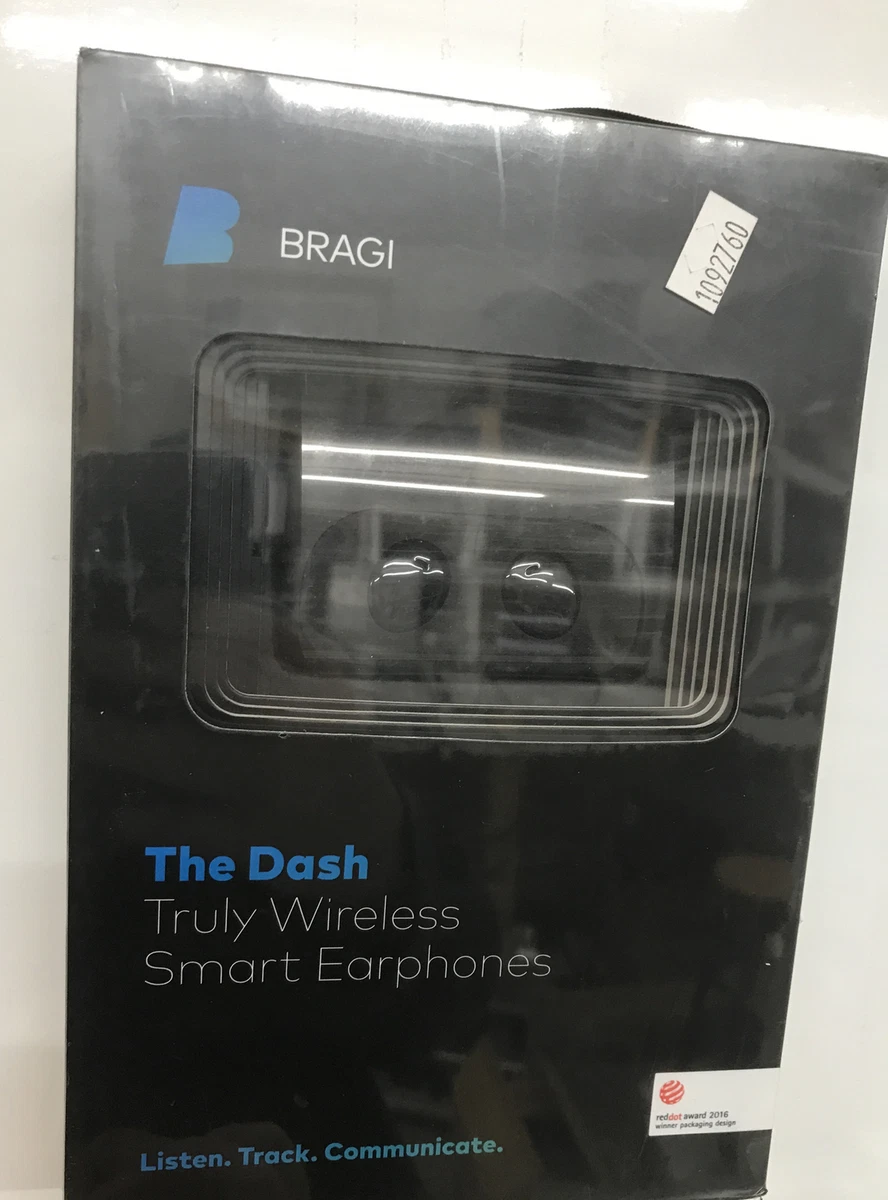 BRAGI
1092760
The Dash
Truly Wireless
Smart Earphones
reddot award 2016
winner packaging design
Listen. Track. Communicate.